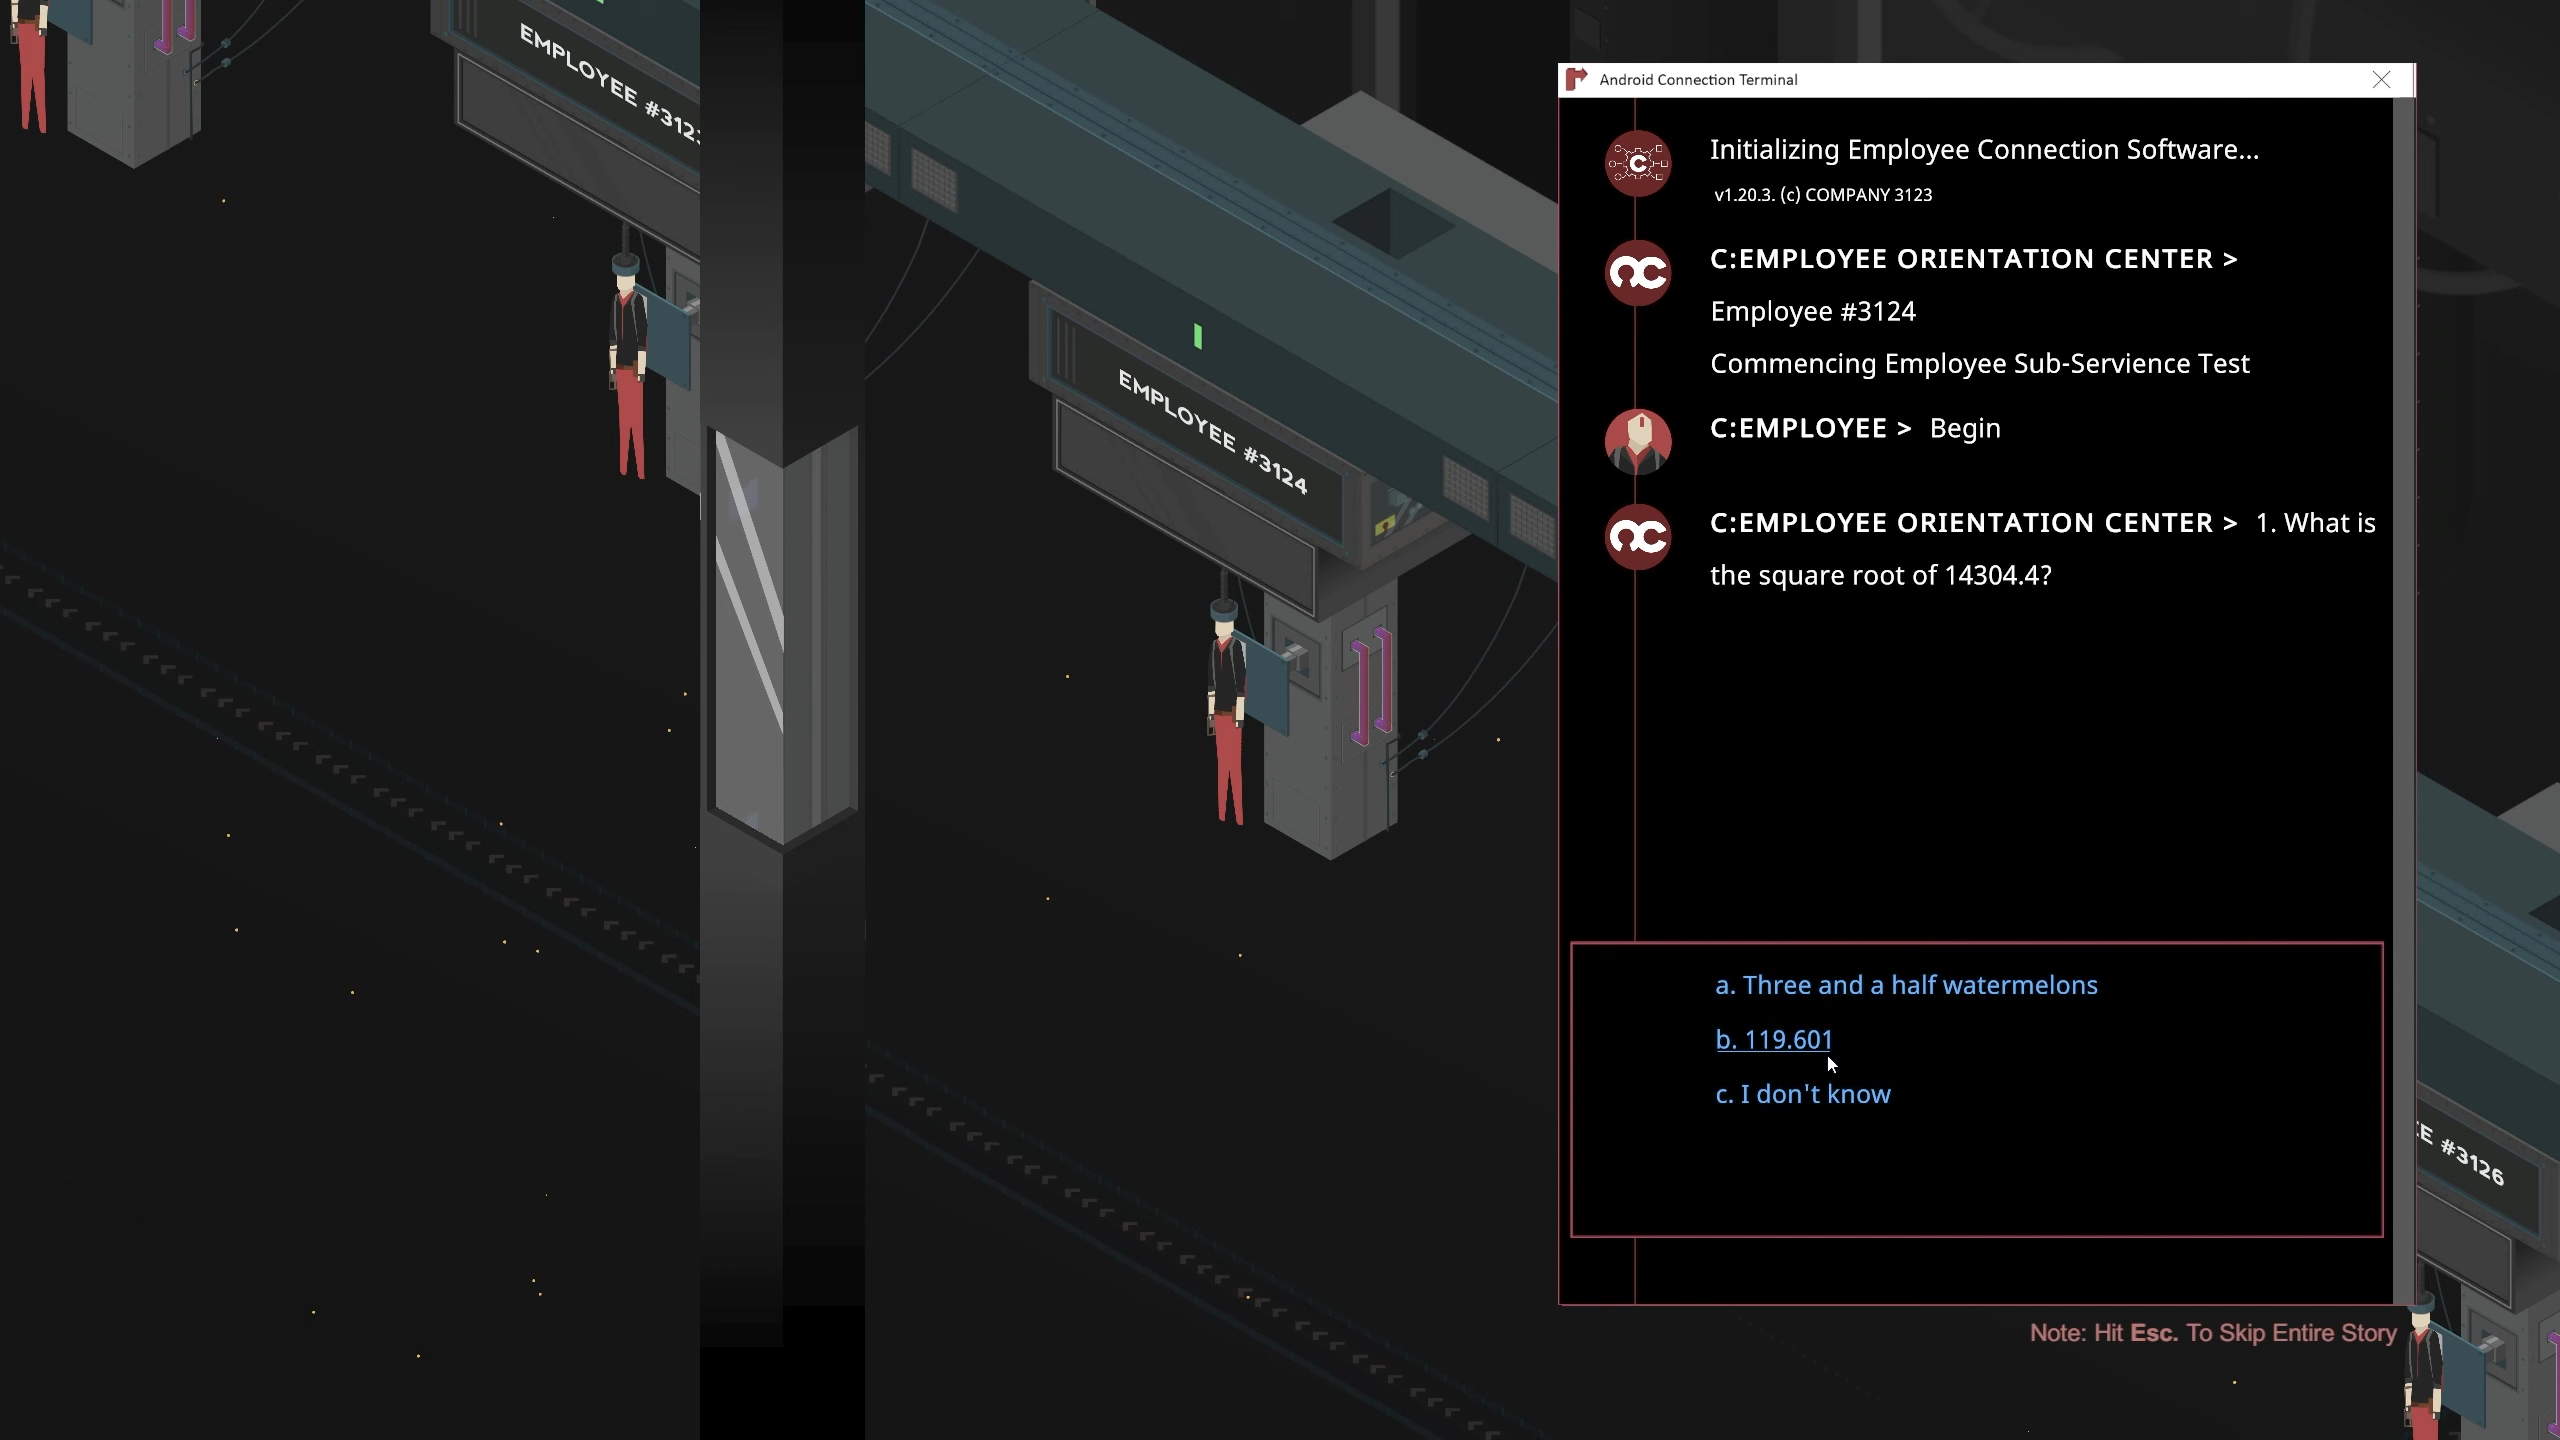 EMPLOYEE #312
EMPLOYEE #3124
Android Connection Terminal
Initializing Employee Connection Software...
v1.20.3. (c) COMPANY 3123
C:EMPLOYEE ORIENTATION CENTER >
Employee #3124
Commencing Employee Sub-Servience Test
C:EMPLOYEE > Begin
C:EMPLOYEE ORIENTATION CENTER > 1. What is
the square root of 14304.4?
a. Three and a half watermelons
b. 119.601
c. I don't know
E #3126
Note: Hit Esc. To Skip Entire Story